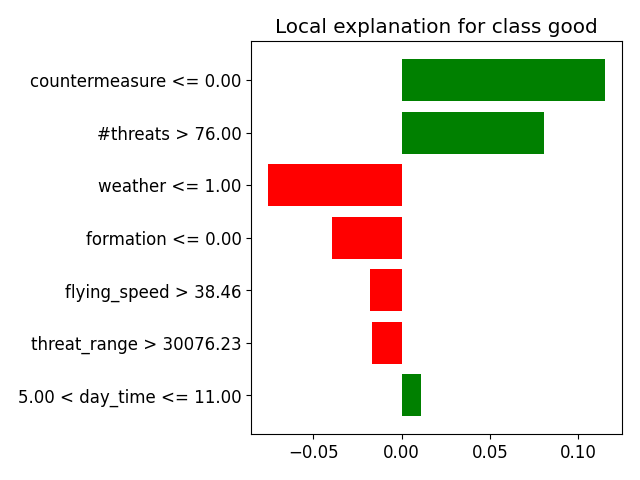 Local explanation for class good
countermeasure <= 0.00
#threats > 76.00
weather <= 1.00
formation <= 0.00
flying_speed > 38.46
threat_range > 30076.23
5.00 < day_time <= 11.00
−0.05 0.00 0.05 0.10